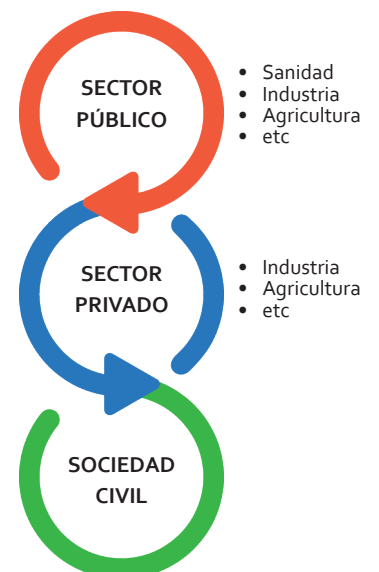 SECTOR
PÚBLICO
• Sanidad
• Industria
• Agricultura
• etc
SECTOR
PRIVADO
• Industria
• Agricultura
• etc
SOCIEDAD
CIVIL